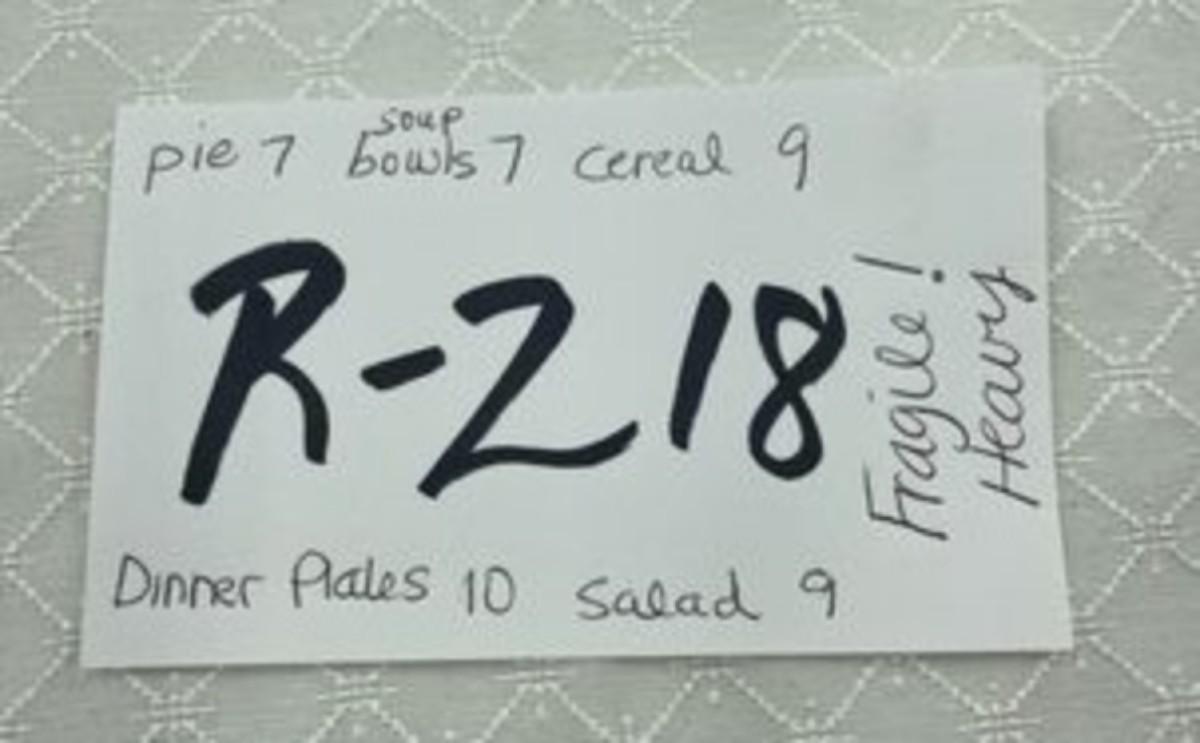 pie 7 soup bowls 7 cereal 9
R-218
Fragile!
Heavy
Dinner Plates 10 Salad 9